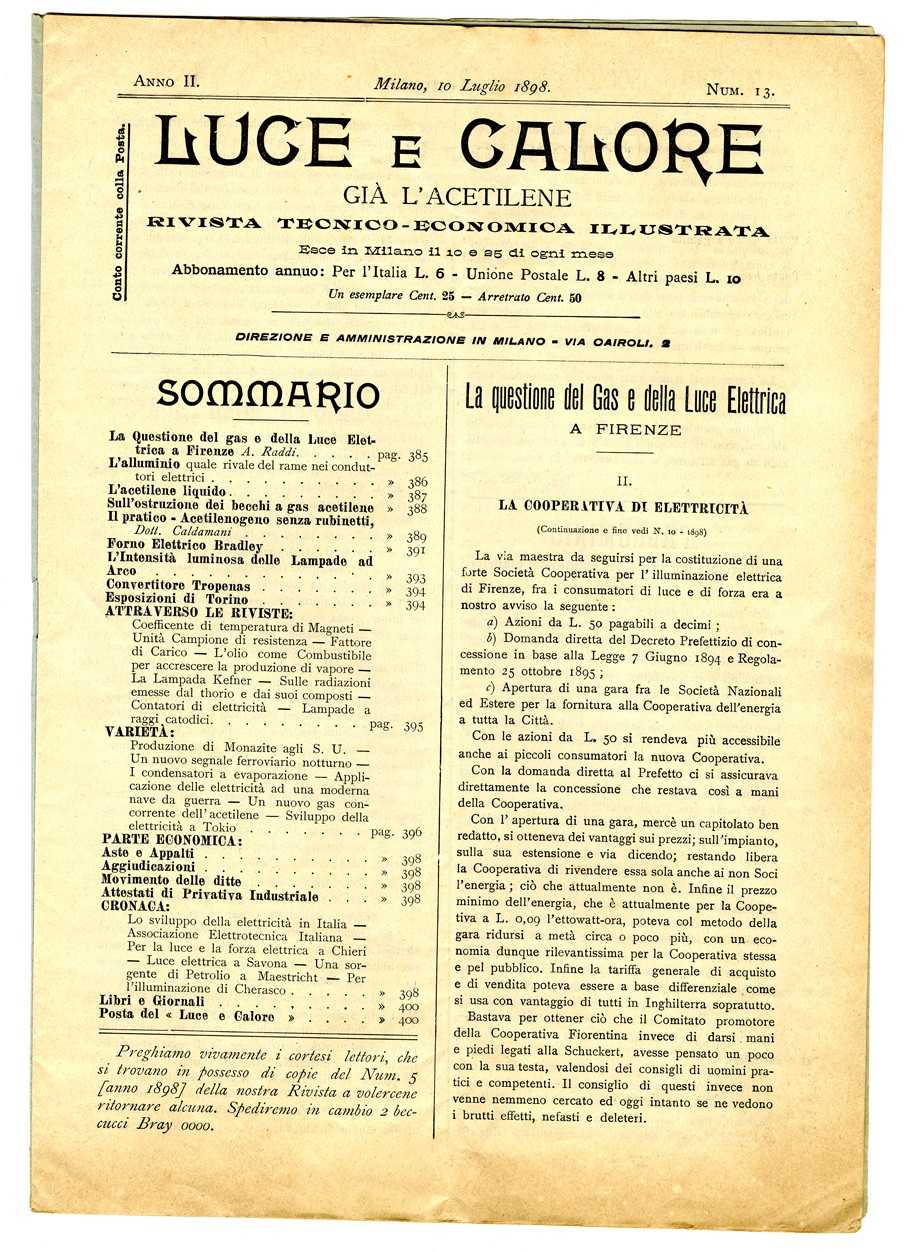 Anno II.
Milano, 10 Luglio 1898.
Num. 13.
Conto corrente colla Posta.
LUCE E CALORE
GIÀ L'ACETILENE
RIVISTA TECNICO-ECONOMICA ILLUSTRATA
Esce in Milano il 10 e 25 di ogni mese
Abbonamento annuo: Per l'Italia L. 6 - Unione Postale L. 8 - Altri paesi L. 10
Un esemplare Cent. 25 — Arretrato Cent. 50
DIREZIONE E AMMINISTRAZIONE IN MILANO - VIA CAIROLI. 2
SOMMARIO
La Questione del gas e della Luce Elet-
trica a Firenze A. Raddi. . . . . pag. 385
L'alluminio quale rivale del rame nei condut-
tori elettrici . . . . . . . . . . » 386
L'acetilene liquido . . . . . . . . . » 387
Sull'ostruzione dei becchi a gas acetilene » 388
Il pratico - Acetilenogeno senza rubinetti,
Dott. Caldamani . . . . . . . . » 389
Forno Elettrico Bradley . . . . . . » 391
L'Intensità luminosa delle Lampade ad
Arco . . . . . . . . . . . » 393
Convertitore Tropenas . . . . . . . » 394
Esposizioni di Torino . . . . . . . » 394
ATTRAVERSO LE RIVISTE:
Coefficente di temperatura di Magneti —
Unità Campione di resistenza — Fattore
di Carico — L'olio come Combustibile
per accrescere la produzione di vapore —
La Lampada Kefner — Sulle radiazioni
emesse dal thorio e dai suoi composti —
Contatori di elettricità — Lampade a
raggi catodici. . . . . . . . . pag. 395
VARIETÀ:
Produzione di Monazite agli S. U. —
Un nuovo segnale ferroviario notturno —
I condensatori a evaporazione — Appli-
cazione delle elettricità ad una moderna
nave da guerra — Un nuovo gas con-
corrente dell'acetilene — Sviluppo della
elettricità a Tokio . . . . . . . pag. 396
PARTE ECONOMICA:
Aste e Appalti . . . . . . . . . » 398
Aggiudicazioni . . . . . . . . . » 398
Movimento delle ditte . . . . . . . » 398
Attestati di Privativa Industriale . . . » 398
CRONACA:
Lo sviluppo della elettricità in Italia —
Associazione Elettrotecnica Italiana —
Per la luce e la forza elettrica a Chieri
— Luce elettrica a Savona — Una sor-
gente di Petrolio a Maestricht — Per
l'illuminazione di Cherasco . . . . . » 398
Libri e Giornali . . . . . . . . . » 400
Posta del « Luce e Calore » . . . . » 400
Preghiamo vivamente i cortesi lettori, che
si trovano in possesso di copie del Num. 5
[anno 1898] della nostra Rivista a volercene
ritornare alcuna. Spediremo in cambio 2 bec-
cucci Bray 0000.
La questione del Gas e della Luce Elettrica
A FIRENZE
II.
LA COOPERATIVA DI ELETTRICITÀ
(Continuazione e fine vedi N. 10 - 1898)
La via maestra da seguirsi per la costituzione di una
forte Società Cooperativa per l'illuminazione elettrica
di Firenze, fra i consumatori di luce e di forza era a
nostro avviso la seguente :
a) Azioni da L. 50 pagabili a decimi ;
b) Domanda diretta del Decreto Prefettizio di con-
cessione in base alla Legge 7 Giugno 1894 e Regola-
mento 25 ottobre 1895 ;
c) Apertura di una gara fra le Società Nazionali
ed Estere per la fornitura alla Cooperativa dell'energia
a tutta la Città.
Con le azioni da L. 50 si rendeva più accessibile
anche ai piccoli consumatori la nuova Cooperativa.
Con la domanda diretta al Prefetto ci si assicurava
direttamente la concessione che restava così a mani
della Cooperativa.
Con l'apertura di una gara, mercè un capitolato ben
redatto, si otteneva dei vantaggi sui prezzi; sull'impianto,
sulla sua estensione e via dicendo; restando libera
la Cooperativa di rivendere essa sola anche ai non Soci
l'energia ; ciò che attualmente non è. Infine il prezzo
minimo dell'energia, che è attualmente per la Coope-
tiva a L. 0,09 l'ettowatt-ora, poteva col metodo della
gara ridursi a metà circa o poco più, con un eco-
nomia dunque rilevantissima per la Cooperativa stessa
e pel pubblico. Infine la tariffa generale di acquisto
e di vendita poteva essere a base differenziale come
si usa con vantaggio di tutti in Inghilterra sopratutto.
Bastava per ottener ciò che il Comitato promotore
della Cooperativa Fiorentina invece di darsi mani
e piedi legati alla Schuckert, avesse pensato un poco
con la sua testa, valendosi dei consigli di uomini pra-
tici e competenti. Il consiglio di questi invece non
venne nemmeno cercato ed oggi intanto se ne vedono
i brutti effetti, nefasti e deleteri.